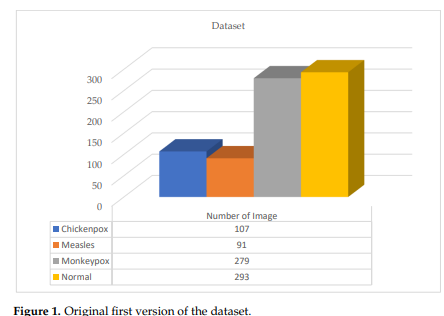 Dataset
300
250
200
150
100
50
0
Number of Image
Chickenpox 107
Measles 91
Monkeypox 279
Normal 293
Figure 1. Original first version of the dataset.